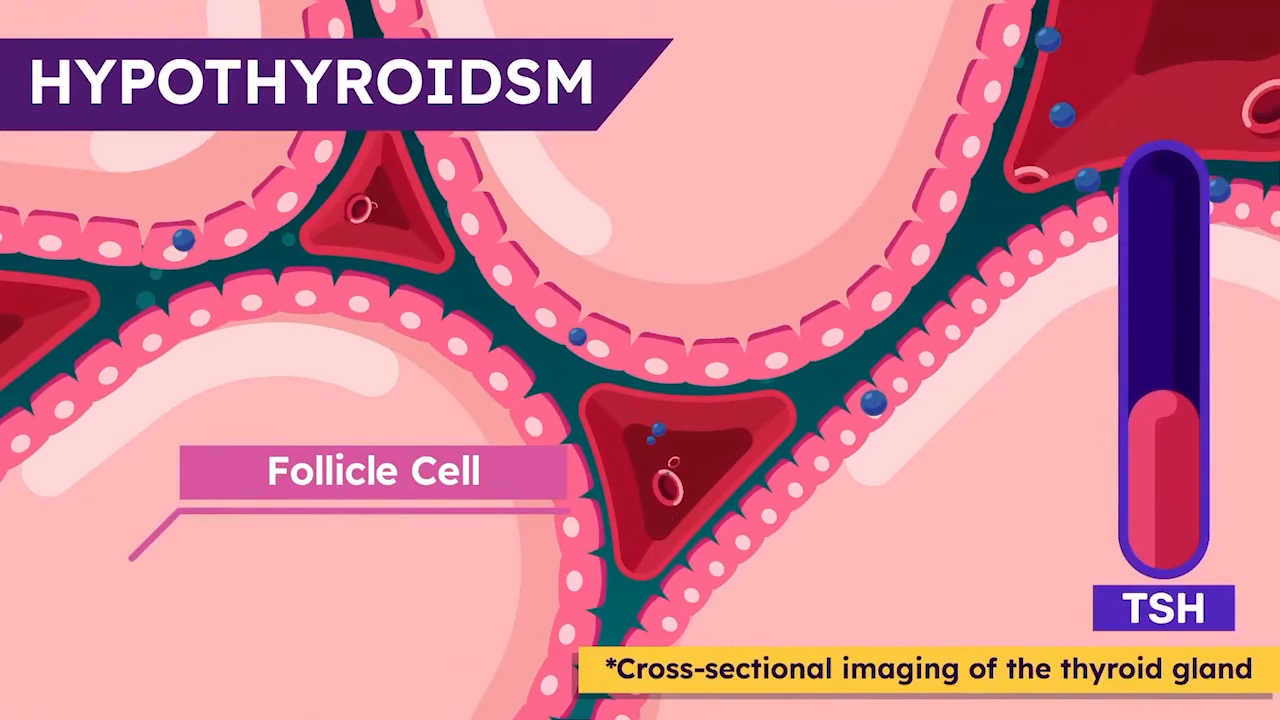 HYPOTHYROIDSM
Follicle Cell
TSH
*Cross-sectional imaging of the thyroid gland